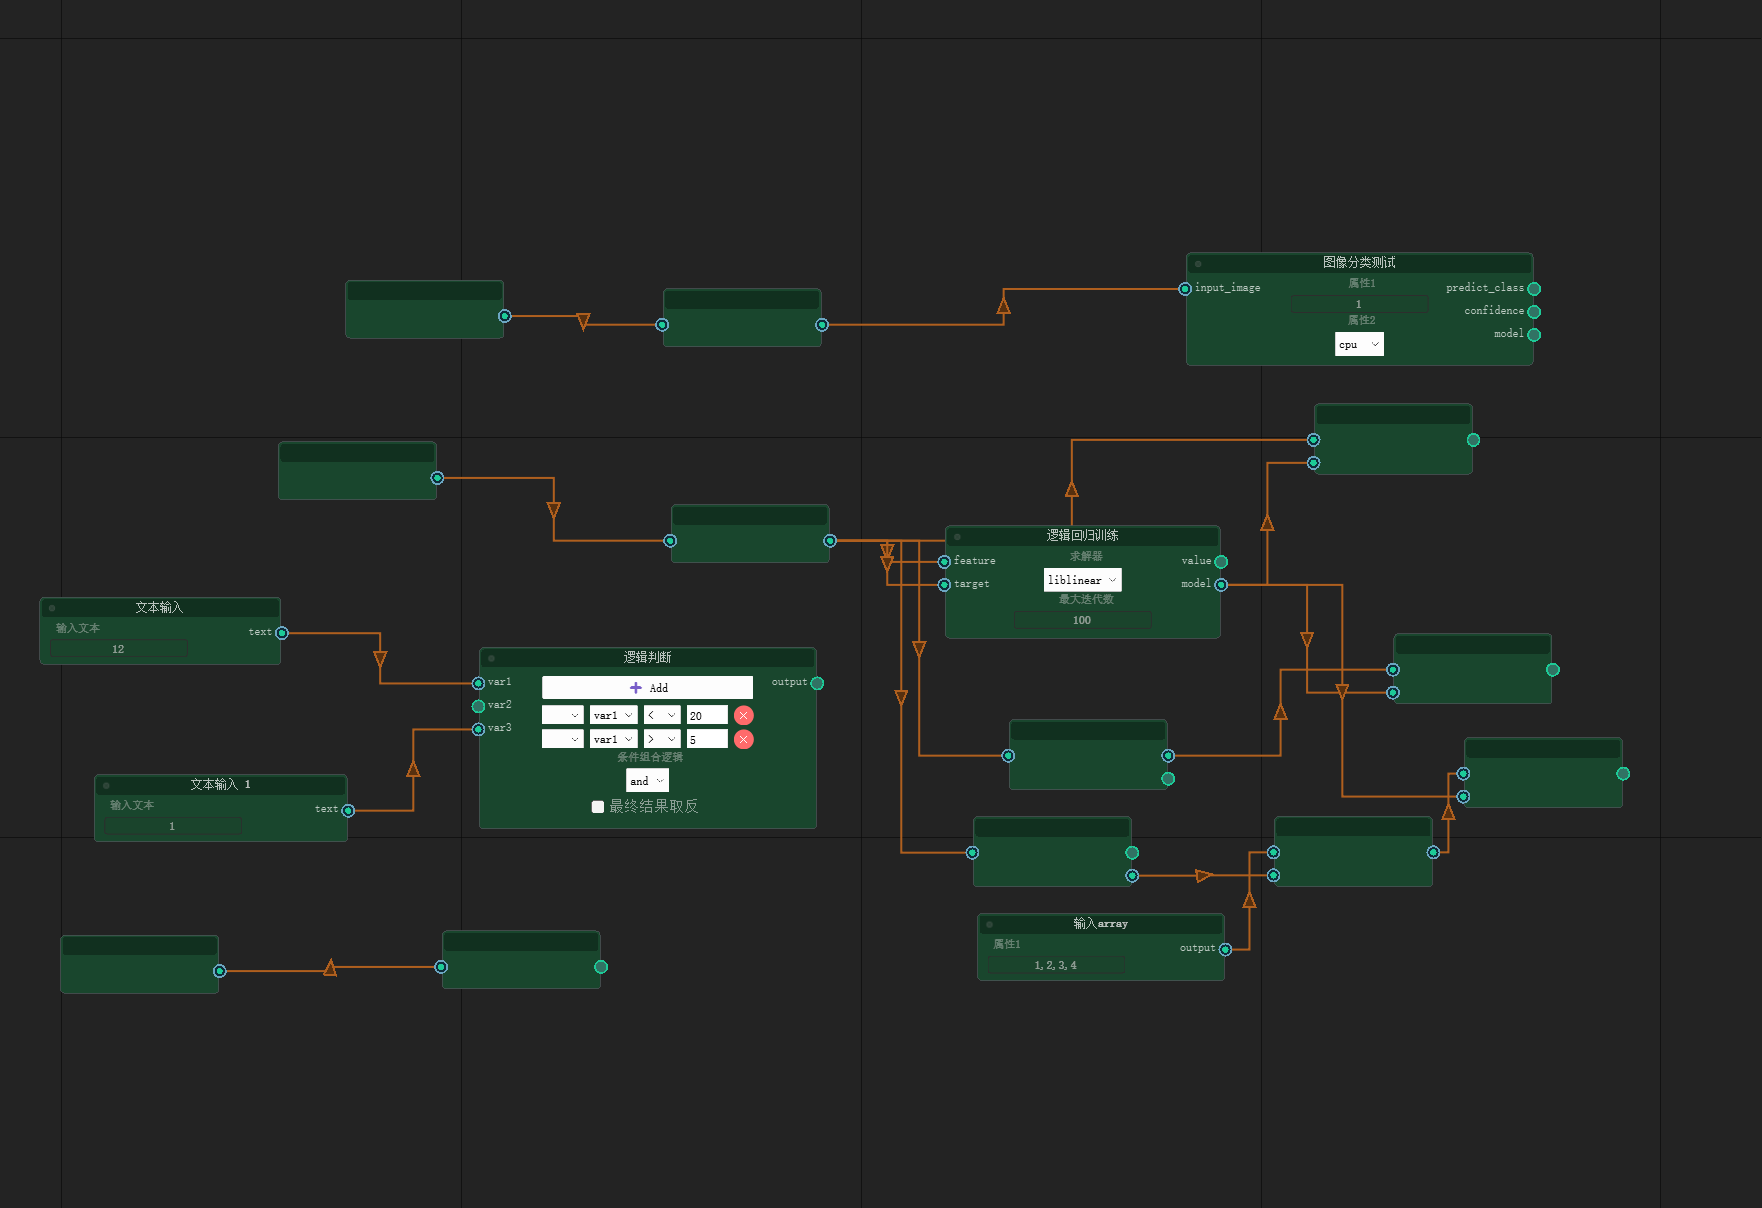 图像分类测试
属性1
input_image
predict_class
1
confidence
属性2
model
cpu
逻辑回归训练
求解器
feature
value
liblinear
target
model
最大迭代数
100
文本输入
输入文本
text
12
逻辑判断
var1
Add
output
var2
var1
<
20
var3
var1
>
5
条件组合逻辑
and
最终结果取反
文本输入 1
输入文本
text
1
输入array
属性1
output
1,2,3,4